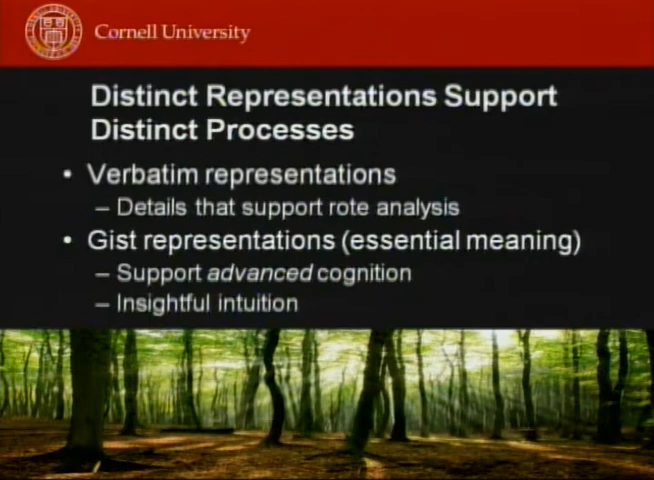 Cornell University
Distinct Representations Support
Distinct Processes
• Verbatim representations
– Details that support rote analysis
• Gist representations (essential meaning)
– Support advanced cognition
– Insightful intuition